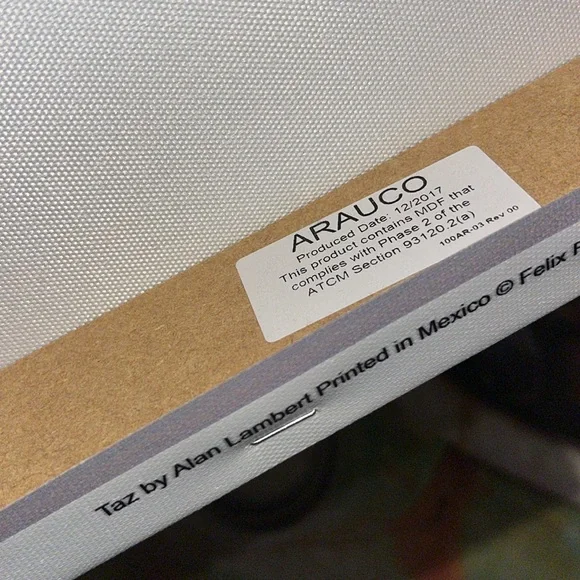 ARAUCO
Produced Date: 12/2017
This product contains MDF that
complies with Phase 2 of the
ATCM Section 93120.2(a)
100AR-03 Rev 00
Taz by Alan Lambert Printed in Mexico © Felix